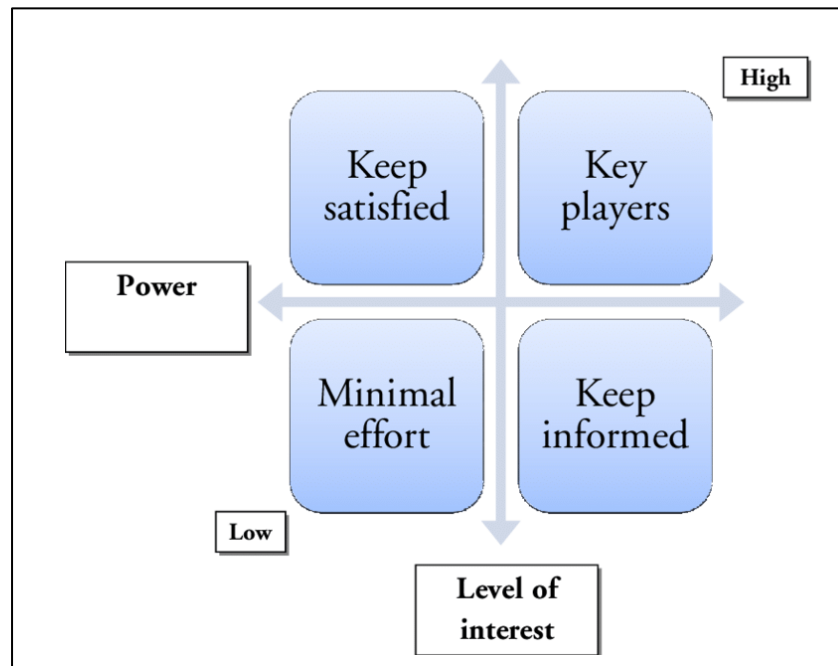 High
Keep
satisfied
Key
players
Power
Minimal
effort
Keep
informed
Low
Level of
interest